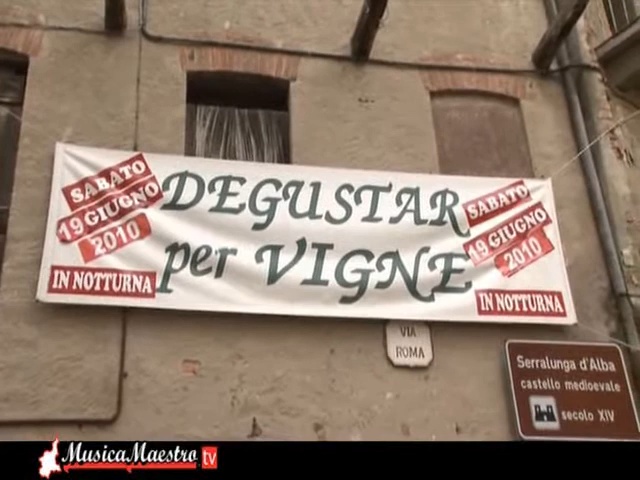 SABATO
19 GIUGNO
2010
IN NOTTURNA
DEGUSTAR
per VIGNE
SABATO
19 GIUGNO
2010
IN NOTTURNA
VIA
ROMA
Serralunga d'Alba
castello medioevale
secolo XIV
MusicaMaestro.tv